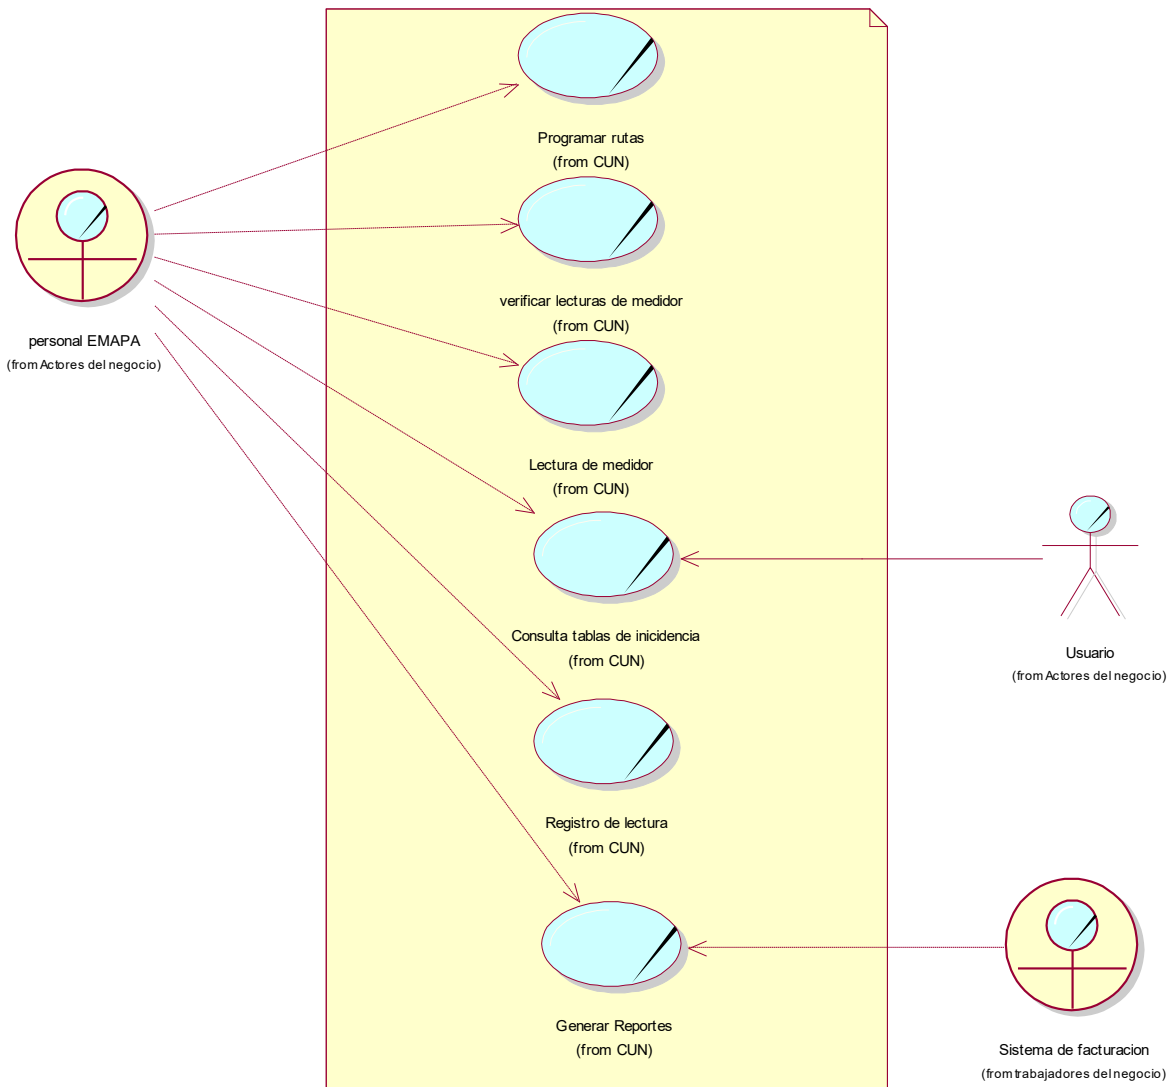 Programar rutas
(from CUN)
verificar lecturas de medidor
(from CUN)
personal EMAPA
(from Actores del negocio)
Lectura de medidor
(from CUN)
Consulta tablas de inicidencia
(from CUN)
Usuario
(from Actores del negocio)
Registro de lectura
(from CUN)
Generar Reportes
(from CUN)
Sistema de facturacion
(from trabajadores del negocio)